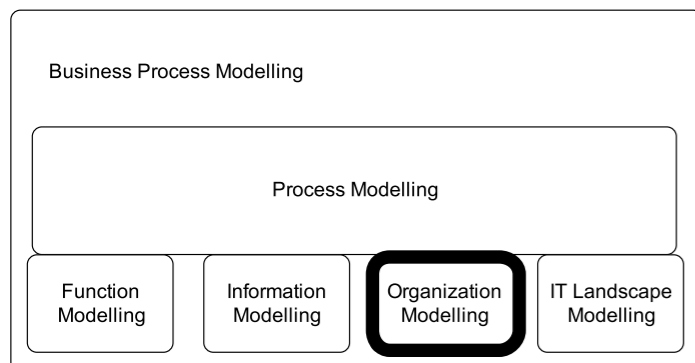 Business Process Modelling
Process Modelling
Function
Modelling
Information
Modelling
Organization
Modelling
IT Landscape
Modelling